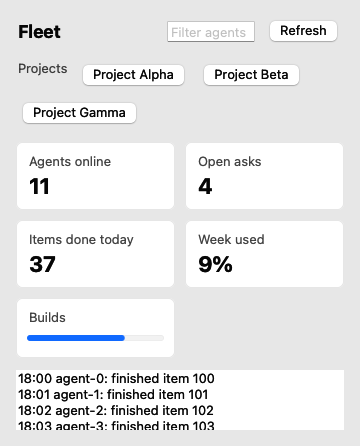 Fleet
Filter agents
Refresh
Projects
Project Alpha
Project Beta
Project Gamma
Agents online
11
Open asks
4
Items done today
37
Week used
9%
Builds
18:00 agent-0: finished item 100
18:01 agent-1: finished item 101
18:02 agent-2: finished item 102
18:03 agent-3: finished item 103